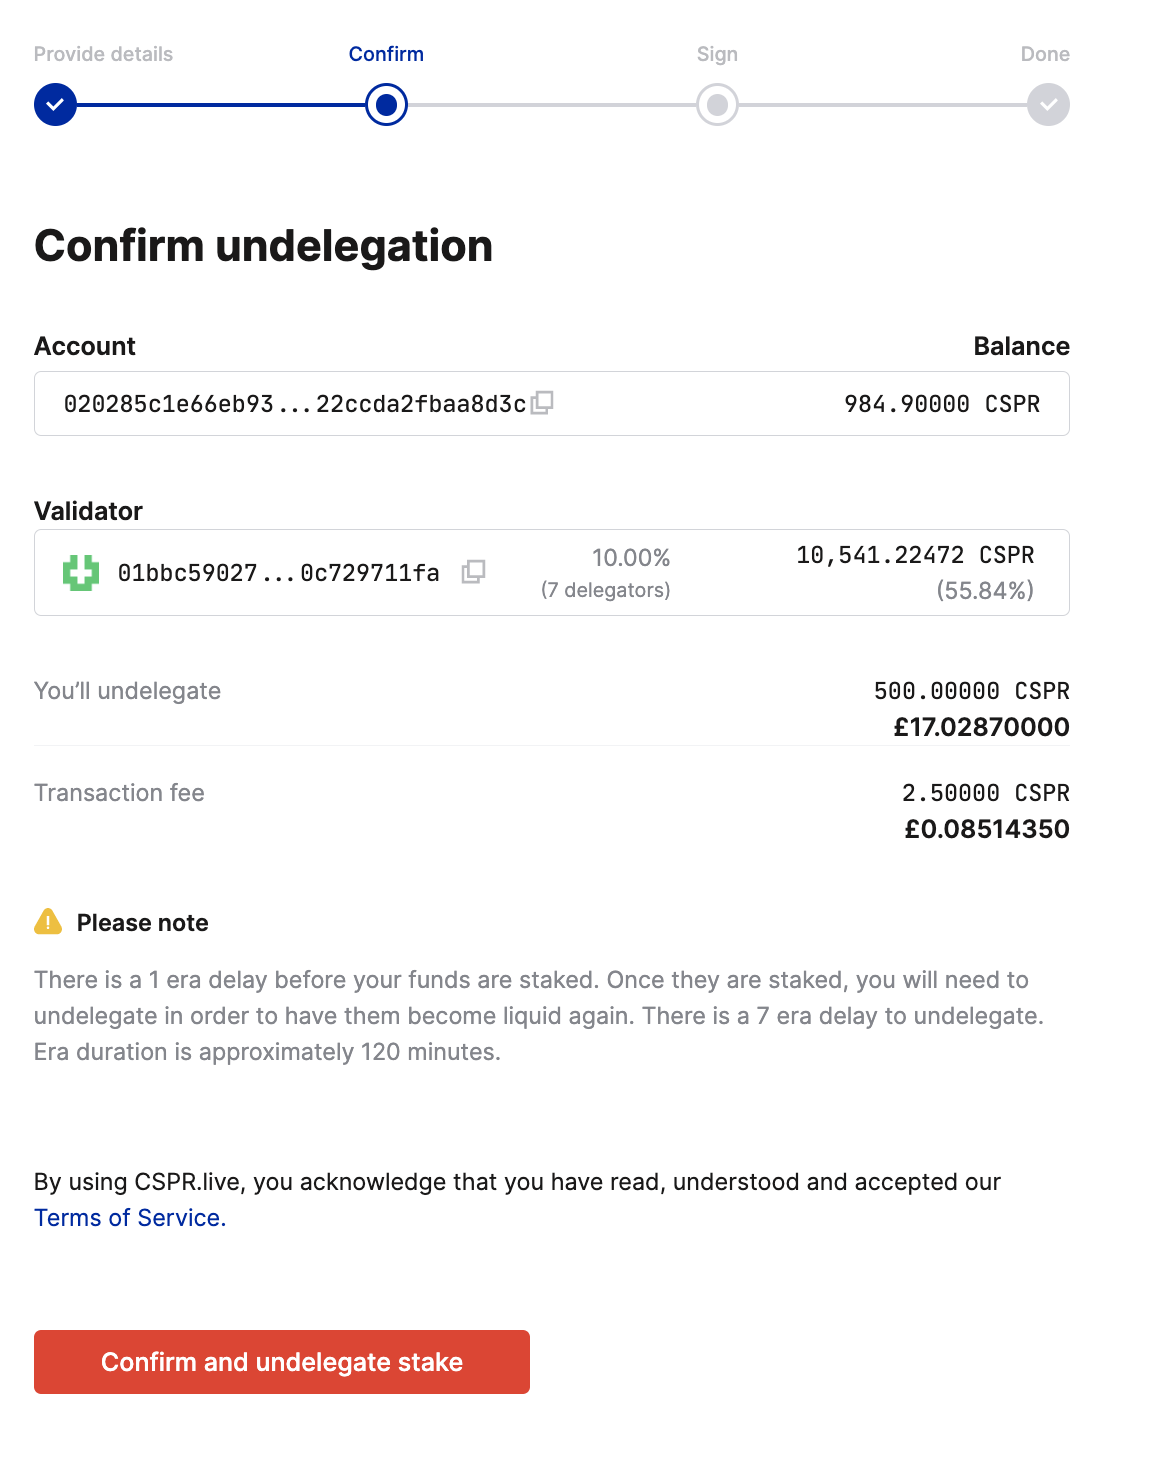 Provide details Confirm Sign Done
Confirm undelegation
Account Balance
020285c1e66eb93...22ccda2fbaa8d3c 984.90000 CSPR
Validator
01bbc59027...0c729711fa 10.00% (7 delegators) 10,541.22472 CSPR (55.84%)
You’ll undelegate 500.00000 CSPR
£17.02870000
Transaction fee 2.50000 CSPR
£0.08514350
Please note
There is a 1 era delay before your funds are staked. Once they are staked, you will need to
undelegate in order to have them become liquid again. There is a 7 era delay to undelegate.
Era duration is approximately 120 minutes.
By using CSPR.live, you acknowledge that you have read, understood and accepted our
Terms of Service.
Confirm and undelegate stake